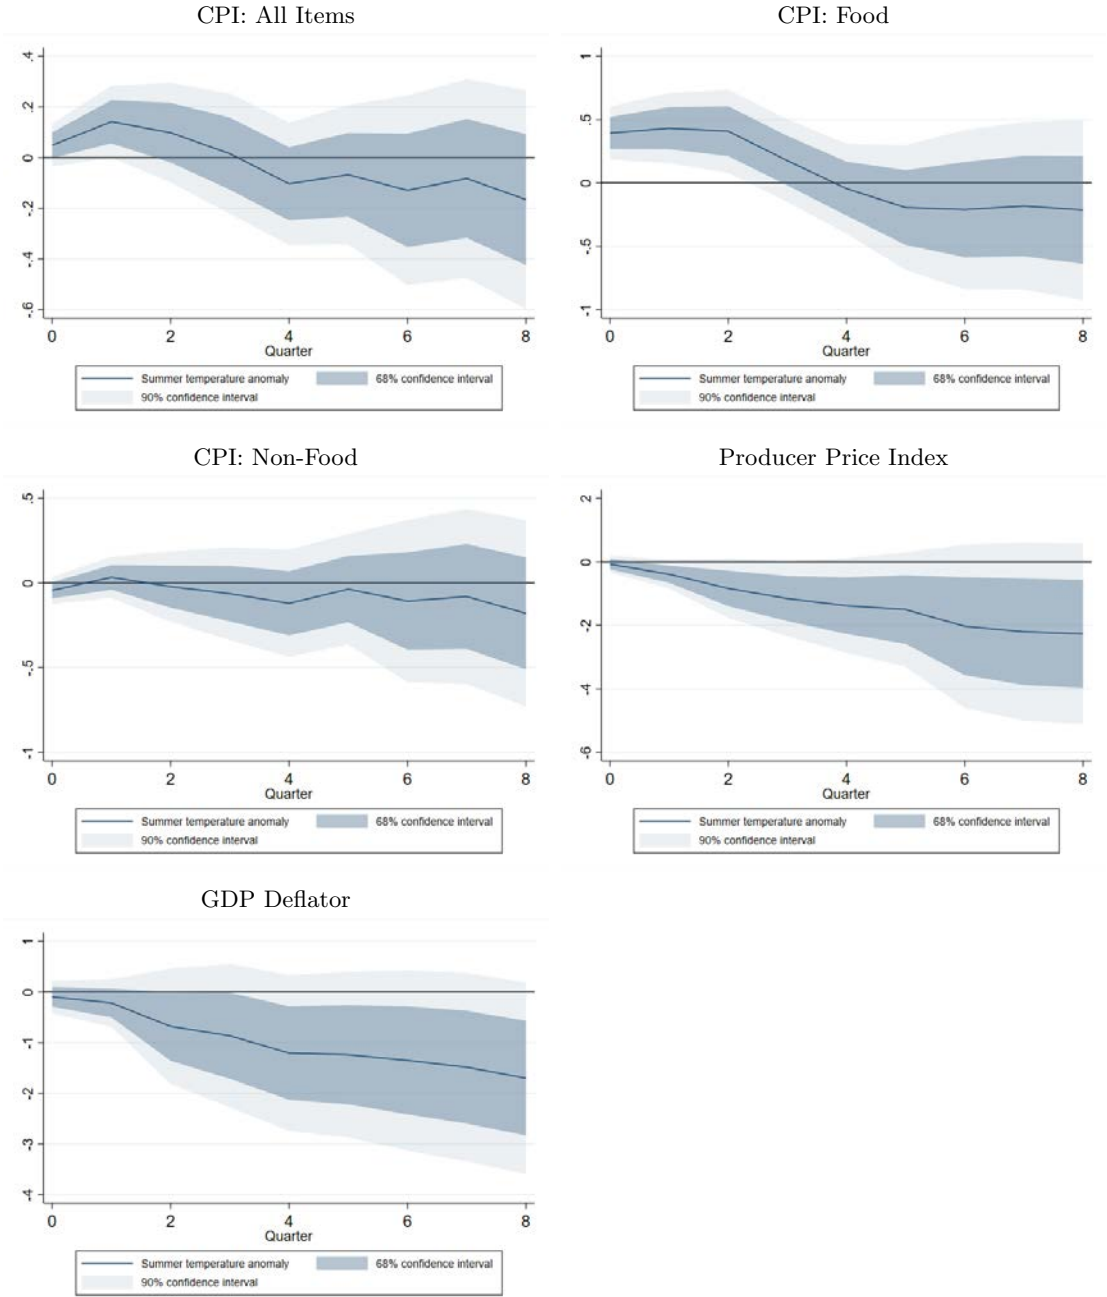 CPI: All Items
.4
.2
0
-.2
-.4
-.6
0 2 4 6 8
Quarter
Summer temperature anomaly 68% confidence interval
90% confidence interval
CPI: Food
1
.5
0
-.5
-1
0 2 4 6 8
Quarter
Summer temperature anomaly 68% confidence interval
90% confidence interval
CPI: Non-Food
.5
0
-.5
-1
0 2 4 6 8
Quarter
Summer temperature anomaly 68% confidence interval
90% confidence interval
Producer Price Index
2
0
-2
-4
-6
0 2 4 6 8
Quarter
Summer temperature anomaly 68% confidence interval
90% confidence interval
GDP Deflator
1
0
-1
-2
-3
-4
0 2 4 6 8
Quarter
Summer temperature anomaly 68% confidence interval
90% confidence interval